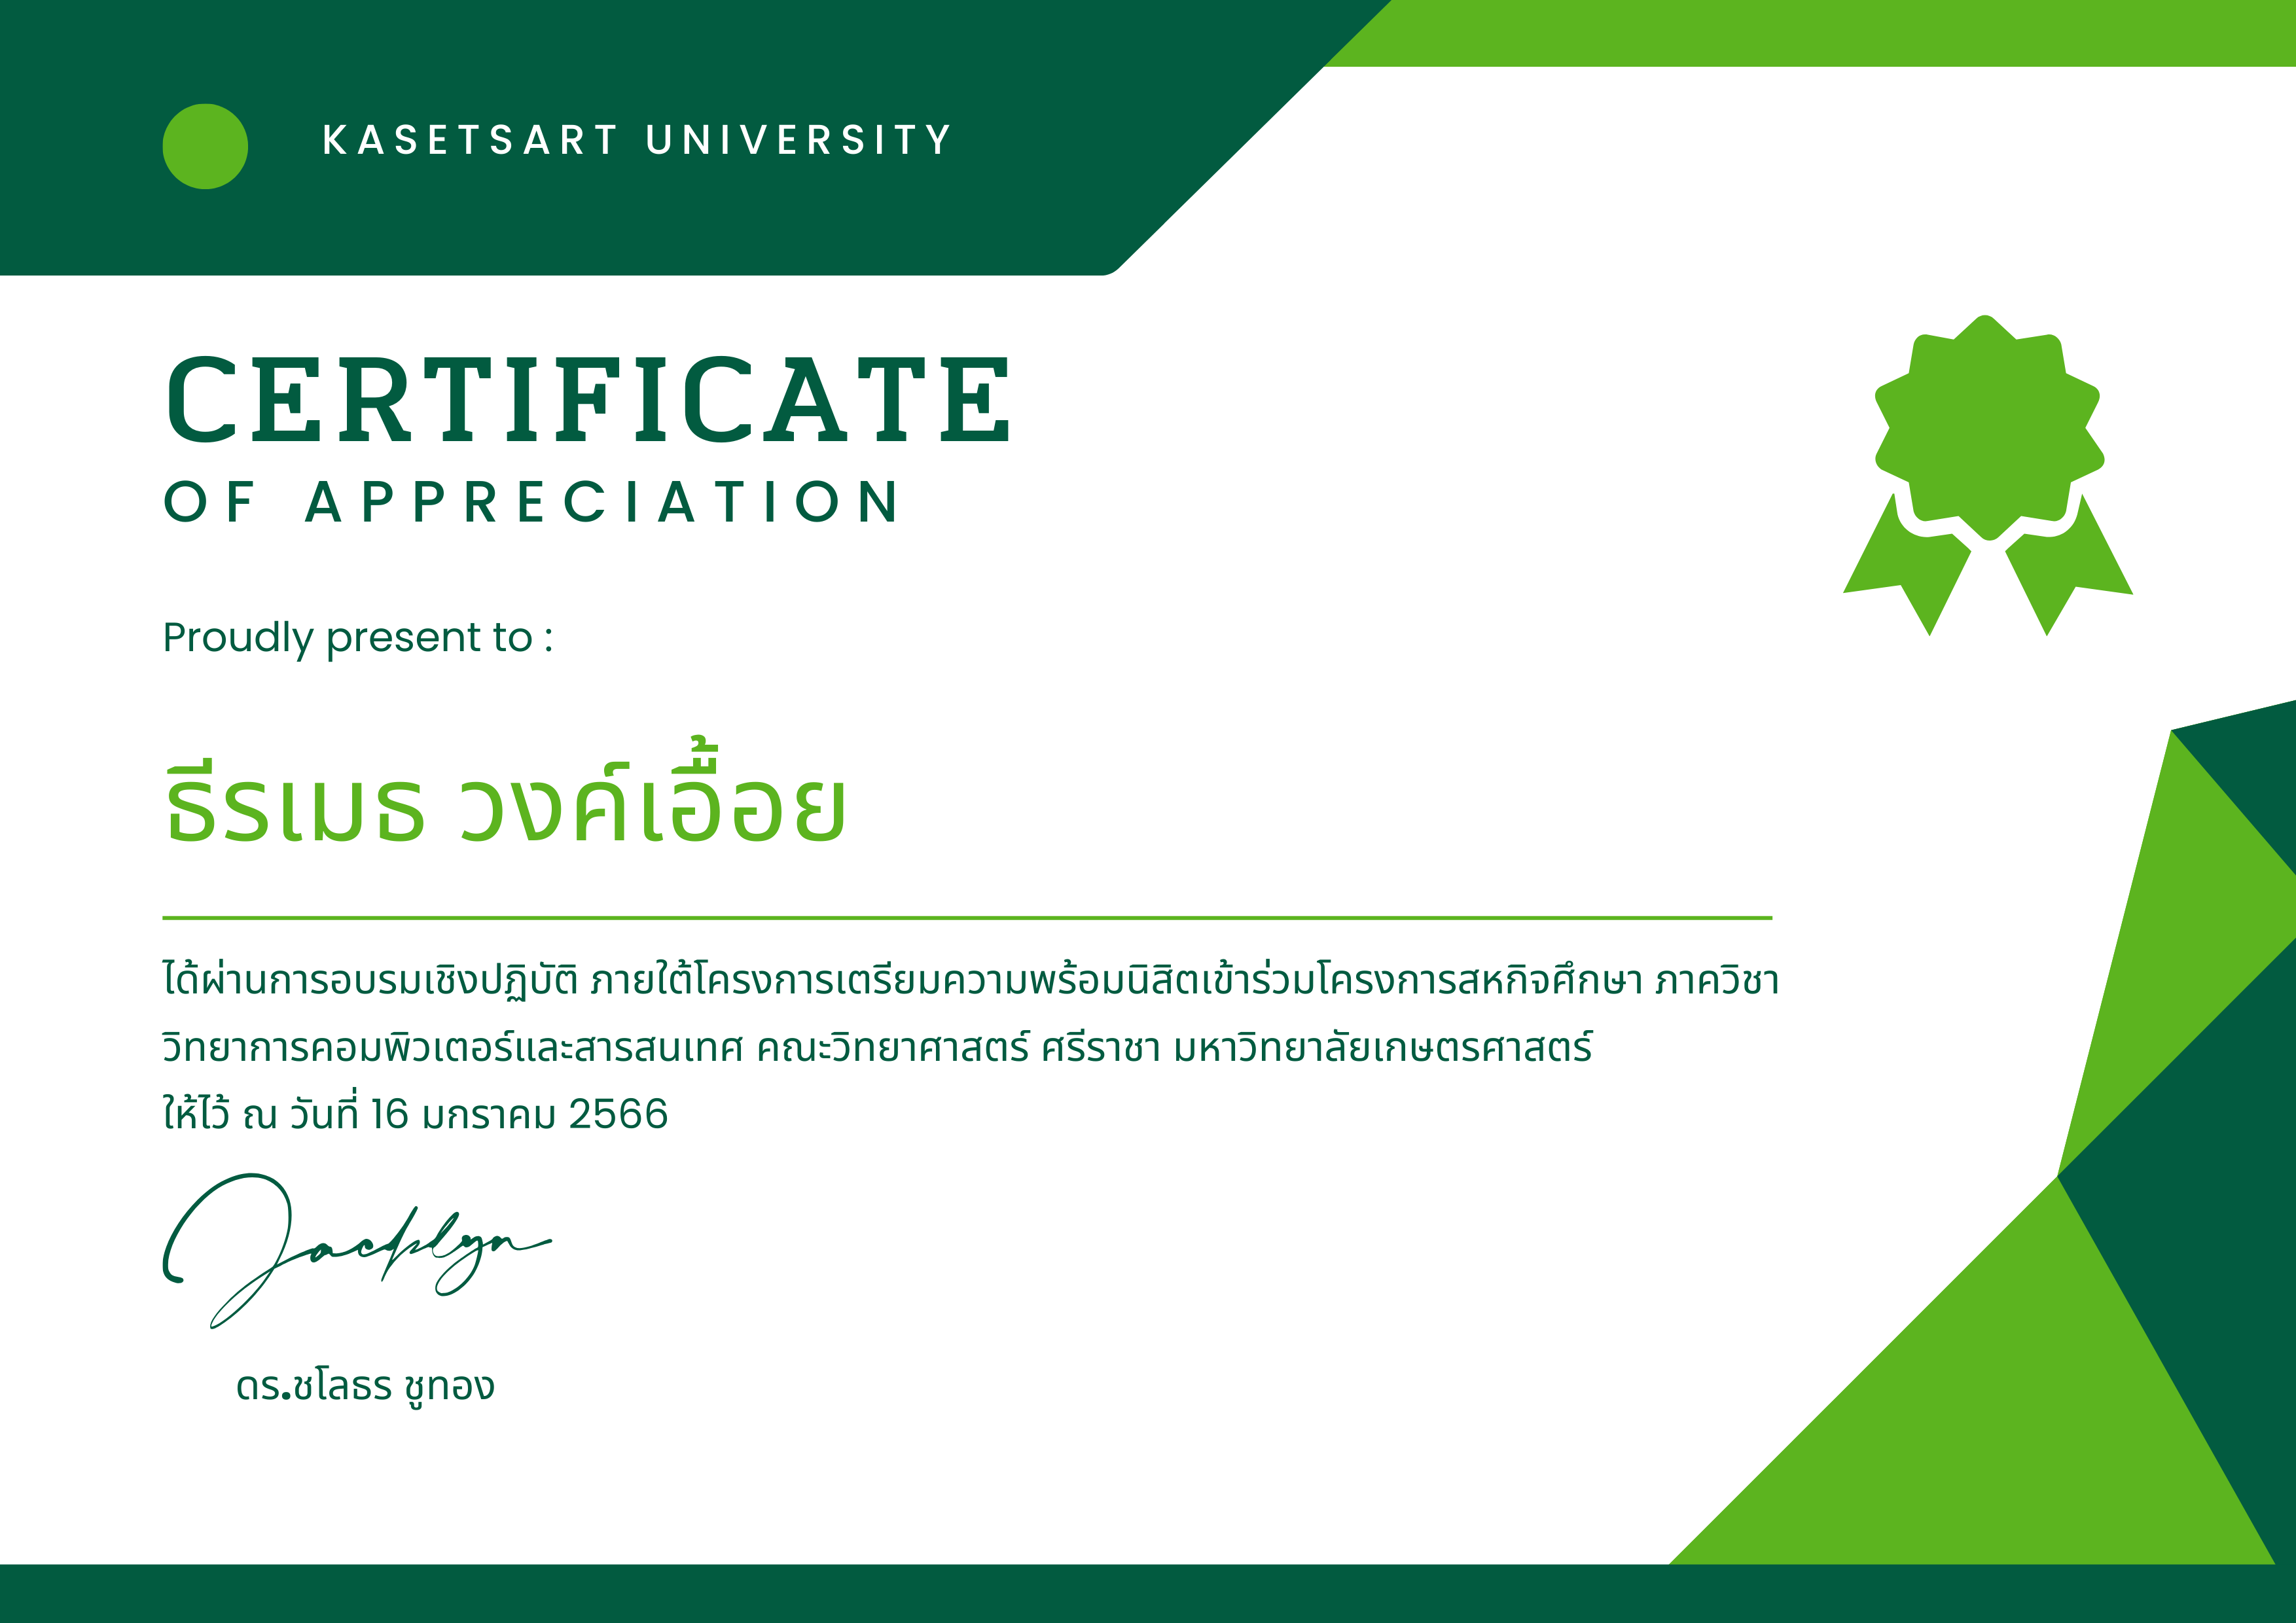 KASETSART UNIVERSITY
CERTIFICATE
OF APPRECIATION
Proudly present to :
ธีรเมธ วงค์เอื้อย
ได้ผ่านการอบรมเชิงปฏิบัติ ภายใต้โครงการเตรียมความพร้อมนิสิตเข้าร่วมโครงการสหกิจศึกษา ภาควิชา
วิทยาการคอมพิวเตอร์และสารสนเทศ คณะวิทยาศาสตร์ ศรีราชา มหาวิทยาลัยเกษตรศาสตร์
ให้ไว้ ณ วันที่ 16 มกราคม 2566
Jacklyn
ดร.ชโลธร ชูทอง